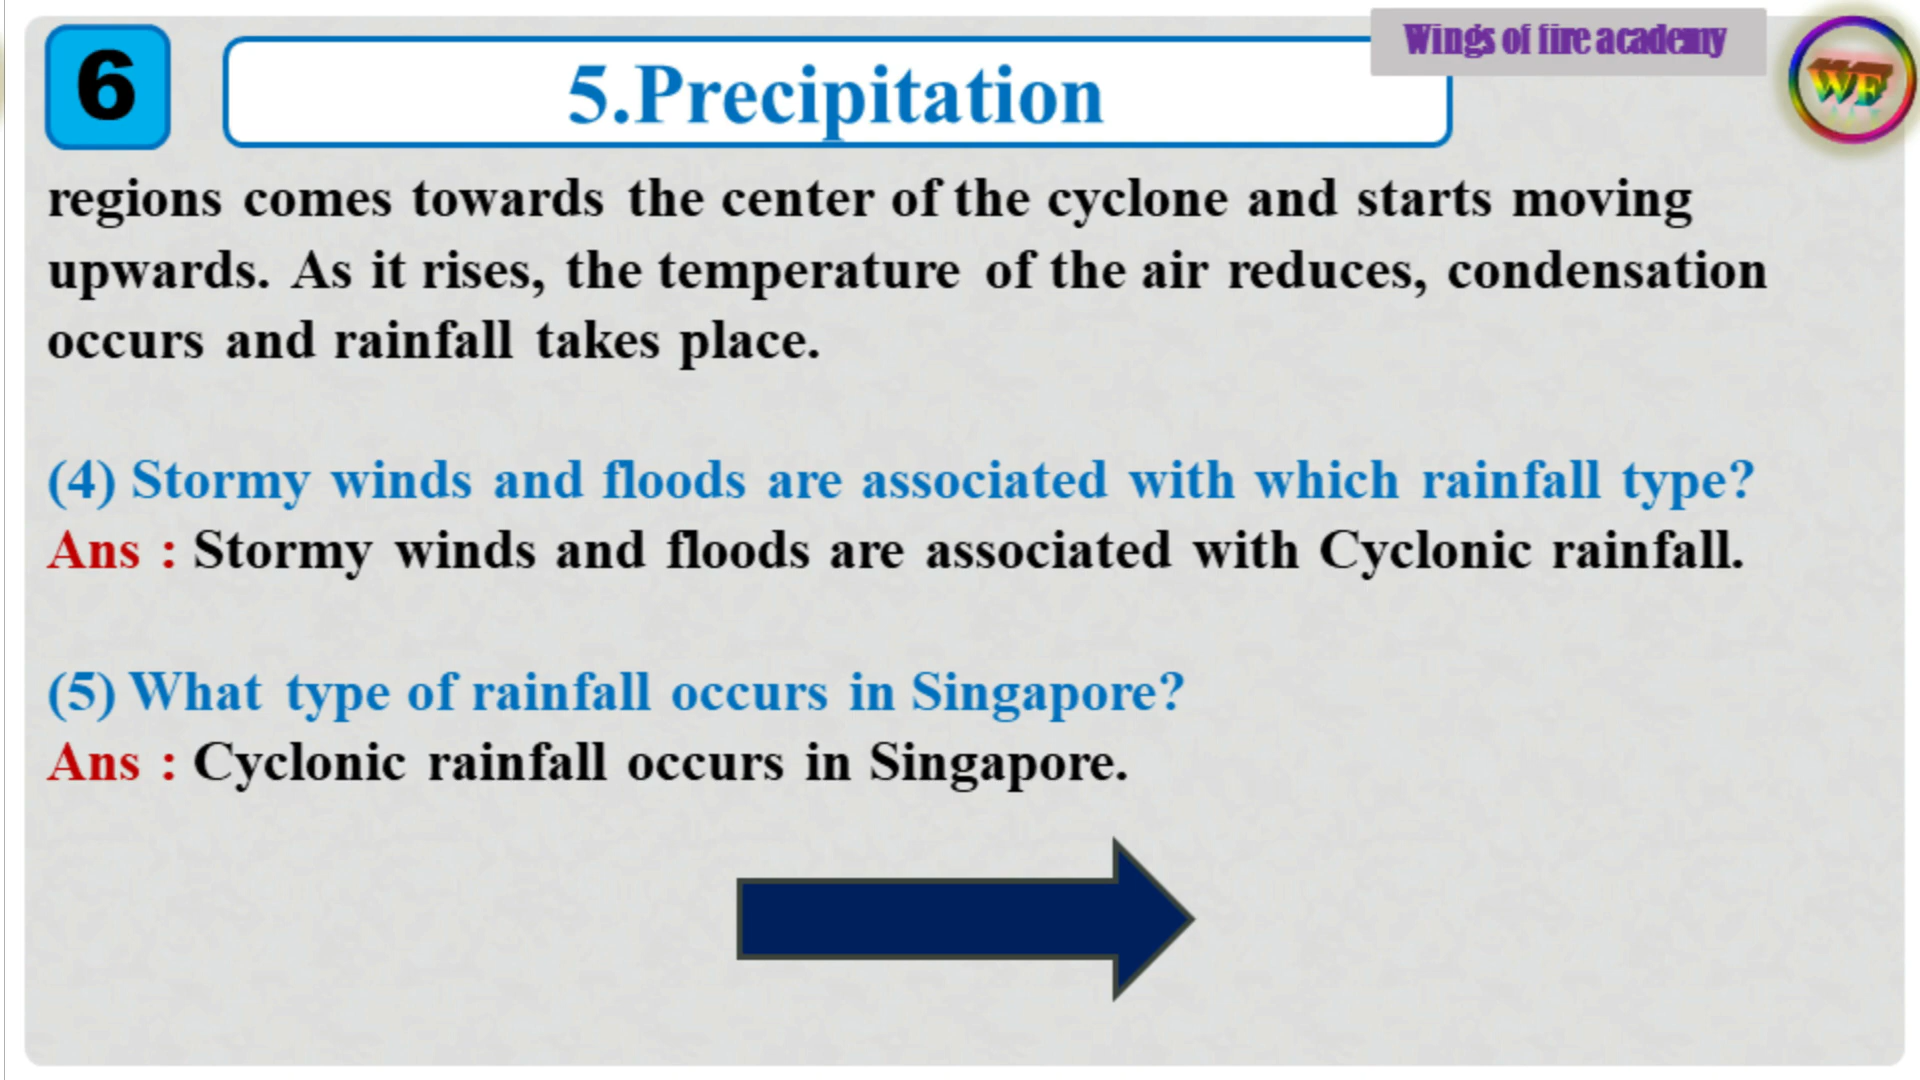 6
5.Precipitation
Wings of fire academy
WF
regions comes towards the center of the cyclone and starts moving
upwards. As it rises, the temperature of the air reduces, condensation
occurs and rainfall takes place.
(4) Stormy winds and floods are associated with which rainfall type?
Ans : Stormy winds and floods are associated with Cyclonic rainfall.
(5) What type of rainfall occurs in Singapore?
Ans : Cyclonic rainfall occurs in Singapore.